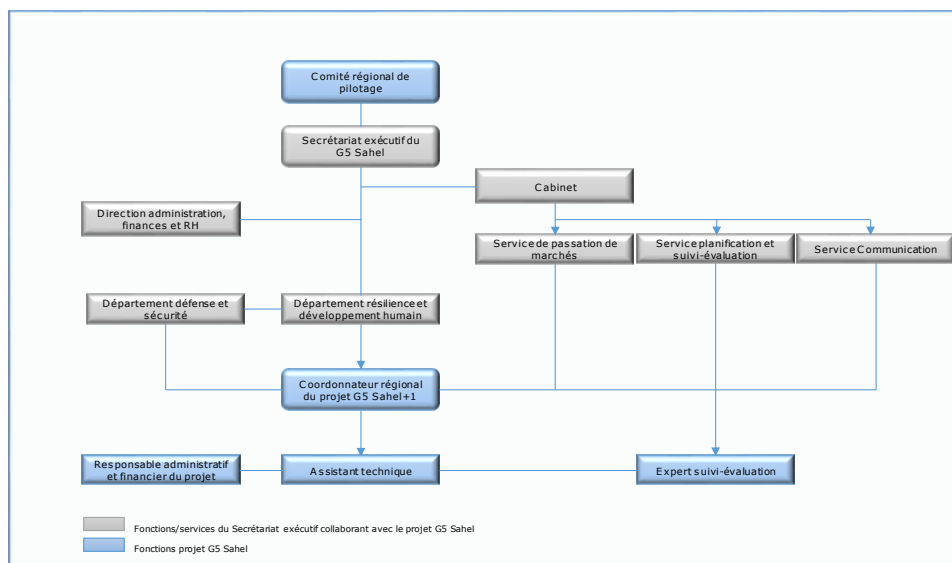 Comité régional de
pilotage
Secrétariat exécutif du
G5 Sahel
Cabinet
Direction administration,
finances et RH
Service de passation de
marchés
Service planification et
suivi-évaluation
Service Communication
Département défense et
sécurité
Département résilience et
développement humain
Coordonnateur régional
du projet G5 Sahel+1
Responsable administratif
et financier du projet
Assistant technique
Expert suivi-évaluation
Fonctions/services du Secrétariat exécutif collaborant avec le projet G5 Sahel
Fonctions projet G5 Sahel